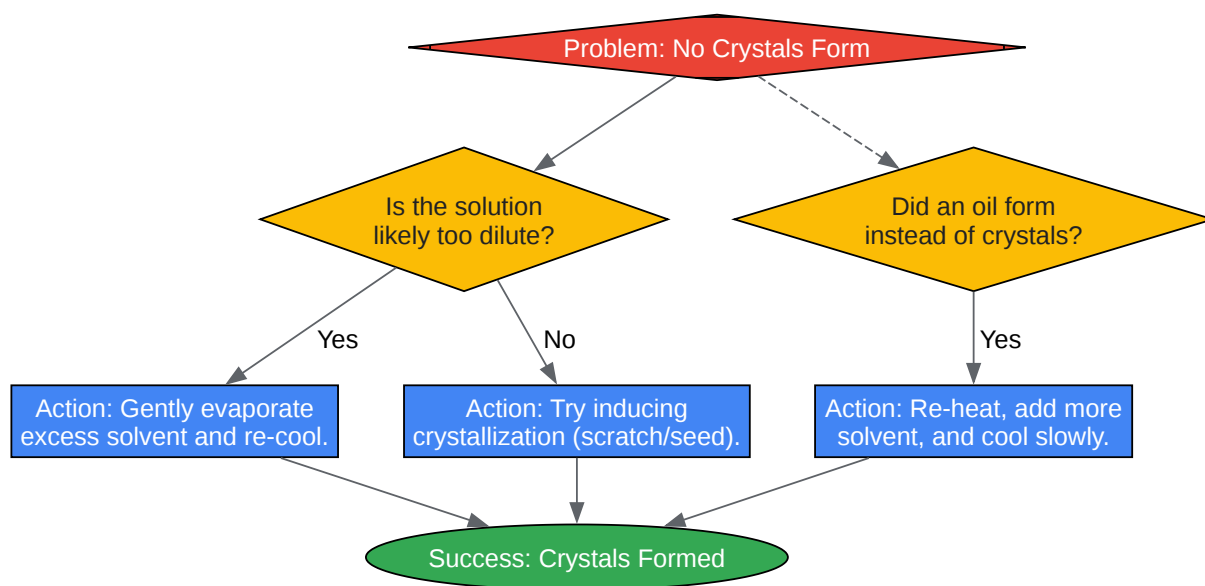 Problem: No Crystals Form
Is the solution
likely too dilute?
Did an oil form
instead of crystals?
Yes
No
Yes
Action: Gently evaporate
excess solvent and re-cool.
Action: Try inducing
crystallization (scratch/seed).
Action: Re-heat, add more
solvent, and cool slowly.
Success: Crystals Formed